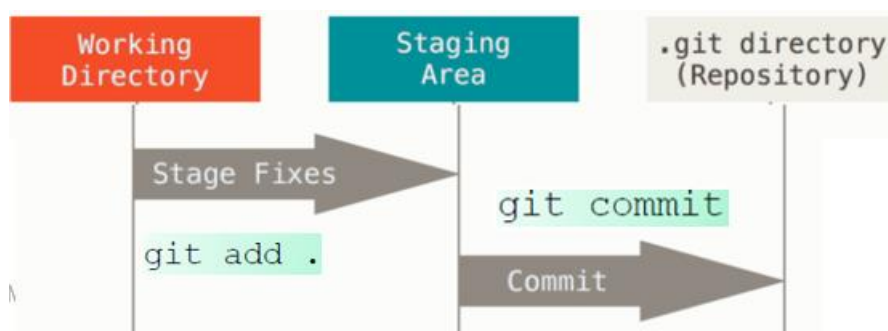 Working
Directory
Staging
Area
.git directory
(Repository)
Stage Fixes
git commit
git add .
Commit